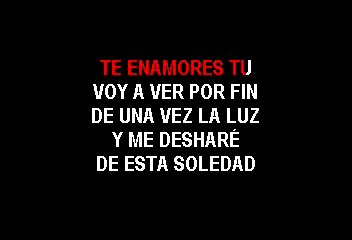 TE ENAMORES TU
VOY A VER POR FIN
DE UNA VEZ LA LUZ
Y ME DESHARÉ
DE ESTA SOLEDAD